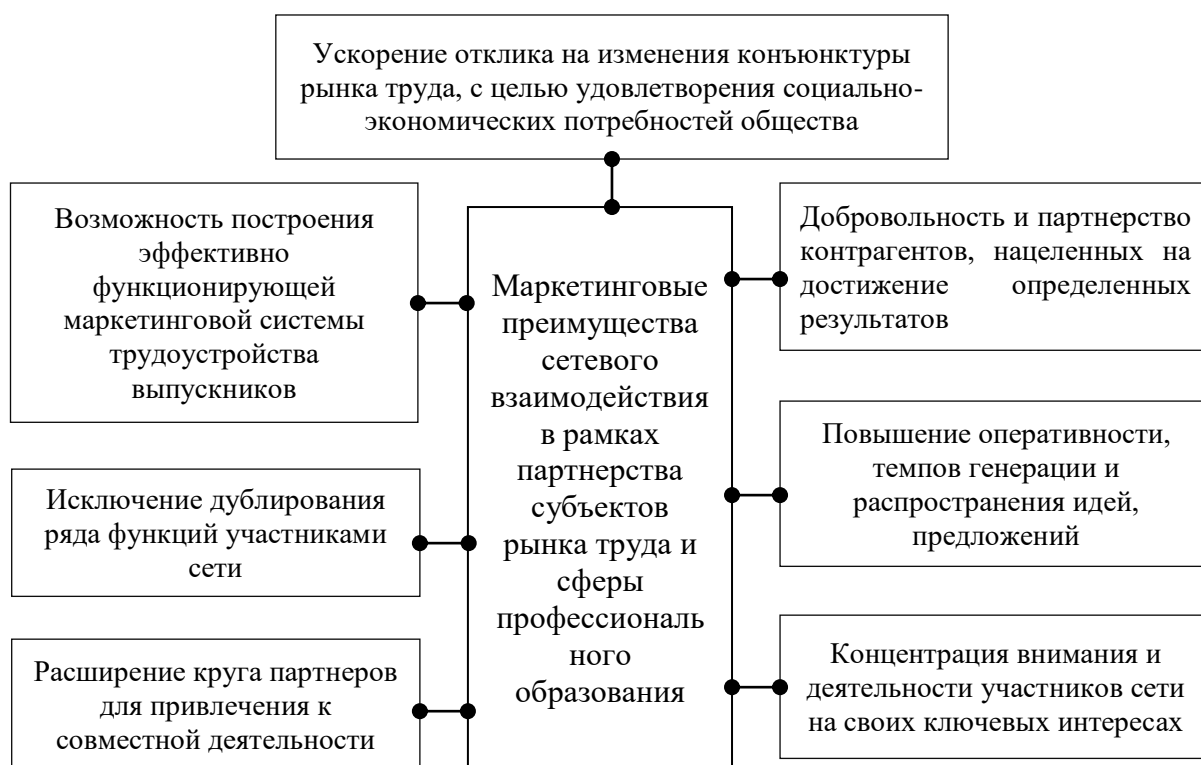 Ускорение отклика на изменения конъюнктуры
рынка труда, с целью удовлетворения социально-
экономических потребностей общества
Возможность построения
эффективно
функционирующей
маркетинговой системы
трудоустройства
выпускников
Исключение дублирования
ряда функций участниками
сети
Расширение круга партнеров
для привлечения к
совместной деятельности
Маркетинговые
преимущества
сетевого
взаимодействия
в рамках
партнерства
субъектов
рынка труда и
сферы
профессиональ
ного
образования
Добровольность и партнерство
контрагентов, нацеленных на
достижение определенных
результатов
Повышение оперативности,
темпов генерации и
распространения идей,
предложений
Концентрация внимания и
деятельности участников сети
на своих ключевых интересах